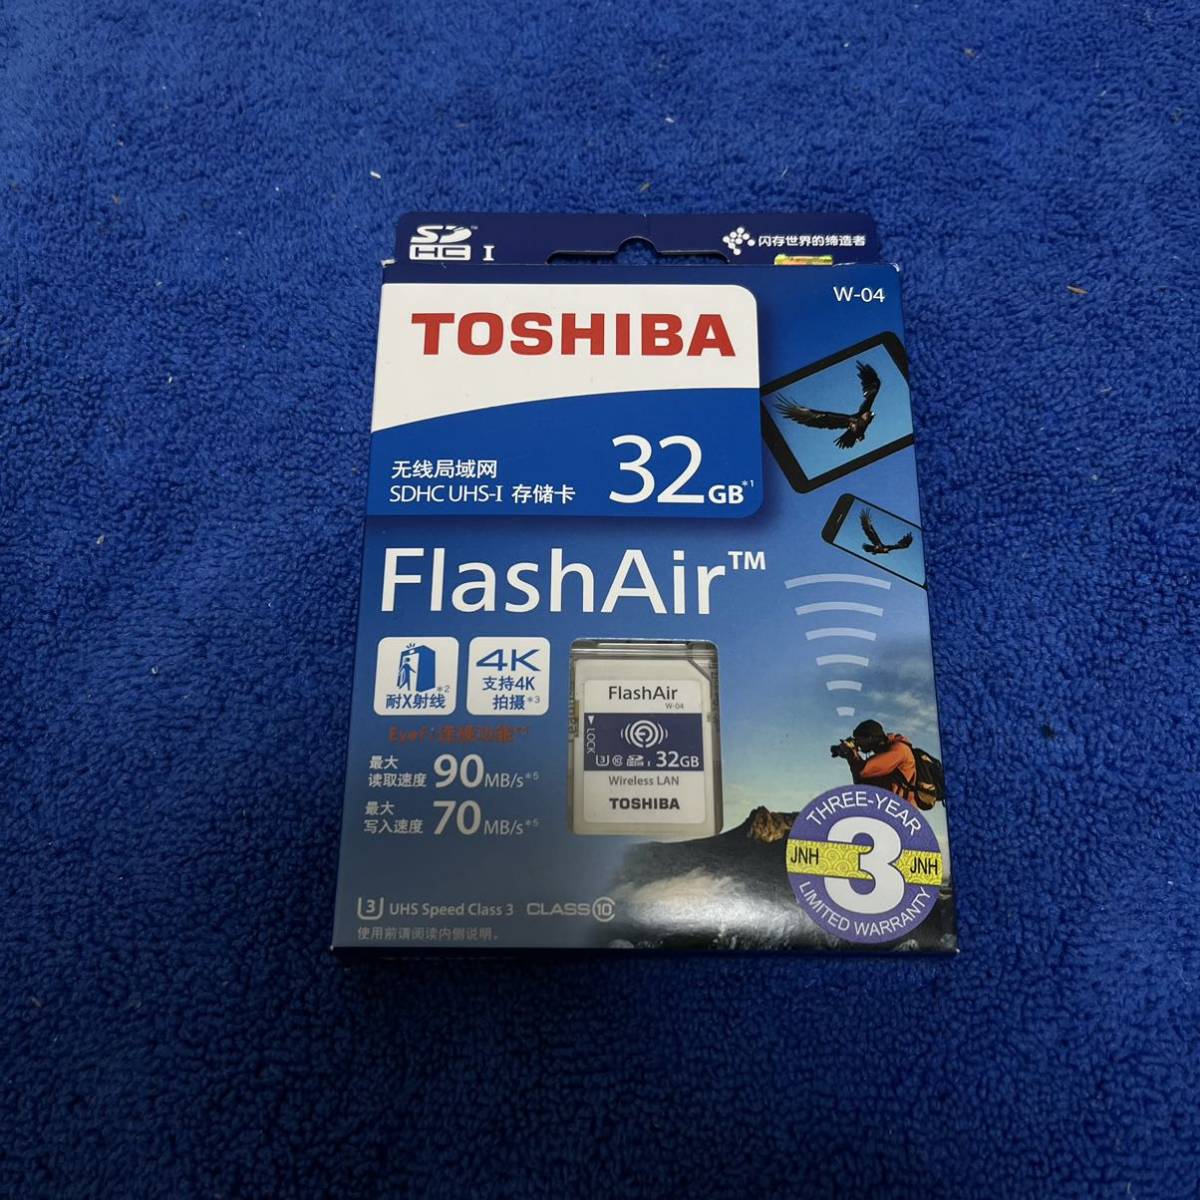 SDHC I
闪存世界的缔造者
W-04
TOSHIBA
无线局域网
SDHC UHS-I 存储卡
32GB*1
FlashAir™
耐X射线*2
4K
支持4K
拍摄*3
最大
读取速度 90MB/s*5
最大
写入速度 70MB/s*5
FlashAir
W-04
LOCK
32GB
Wireless LAN
TOSHIBA
THREE-YEAR
JNH 3 JNH
LIMITED WARRANTY
3 UHS Speed Class 3 CLASS10
使用前请阅读内侧说明。